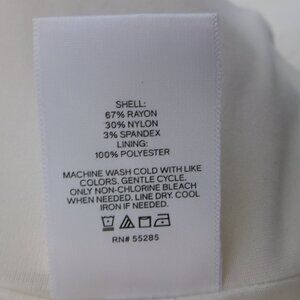 SHELL:
67% RAYON
30% NYLON
3% SPANDEX
LINING:
100% POLYESTER
MACHINE WASH COLD WITH LIKE
COLORS. GENTLE CYCLE.
ONLY NON-CHLORINE BLEACH
WHEN NEEDED. LINE DRY. COOL
IRON IF NEEDED.
RN# 55285